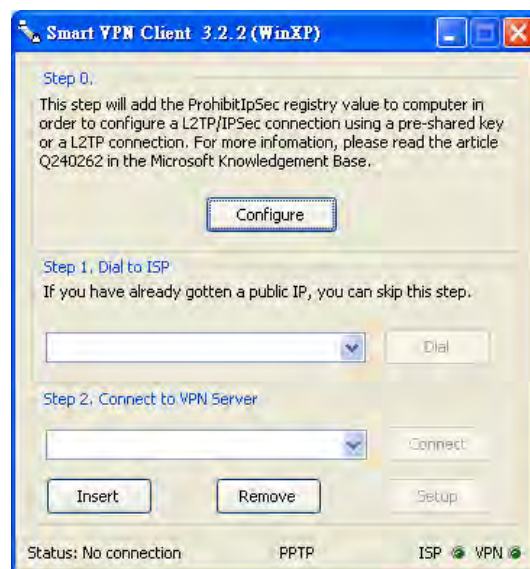 Smart VPN Client 3.2.2 (WinXP)
Step 0.
This step will add the ProhibitIpSec registry value to computer in
order to configure a L2TP/IPSec connection using a pre-shared key
or a L2TP connection. For more infomation, please read the article
Q240262 in the Microsoft Knowledgement Base.
Configure
Step 1. Dial to ISP
If you have already gotten a public IP, you can skip this step.
Dial
Step 2. Connect to VPN Server
Connect
Insert Remove Setup
Status: No connection PPTP ISP VPN